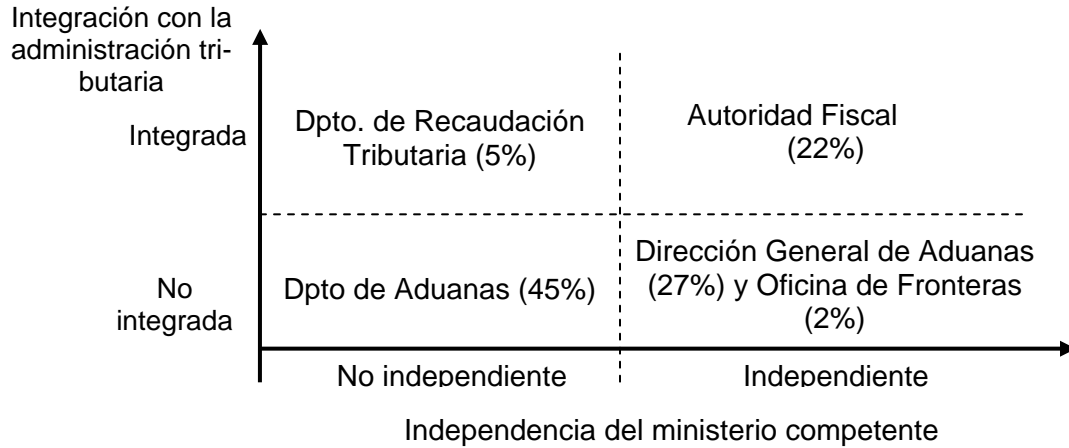 Integración con la
administración tri-
butaria
Integrada
Dpto. de Recaudación
Tributaria (5%)
Autoridad Fiscal
(22%)
No
integrada
Dpto de Aduanas (45%)
Dirección General de Aduanas
(27%) y Oficina de Fronteras
(2%)
No independiente
Independiente
Independencia del ministerio competente